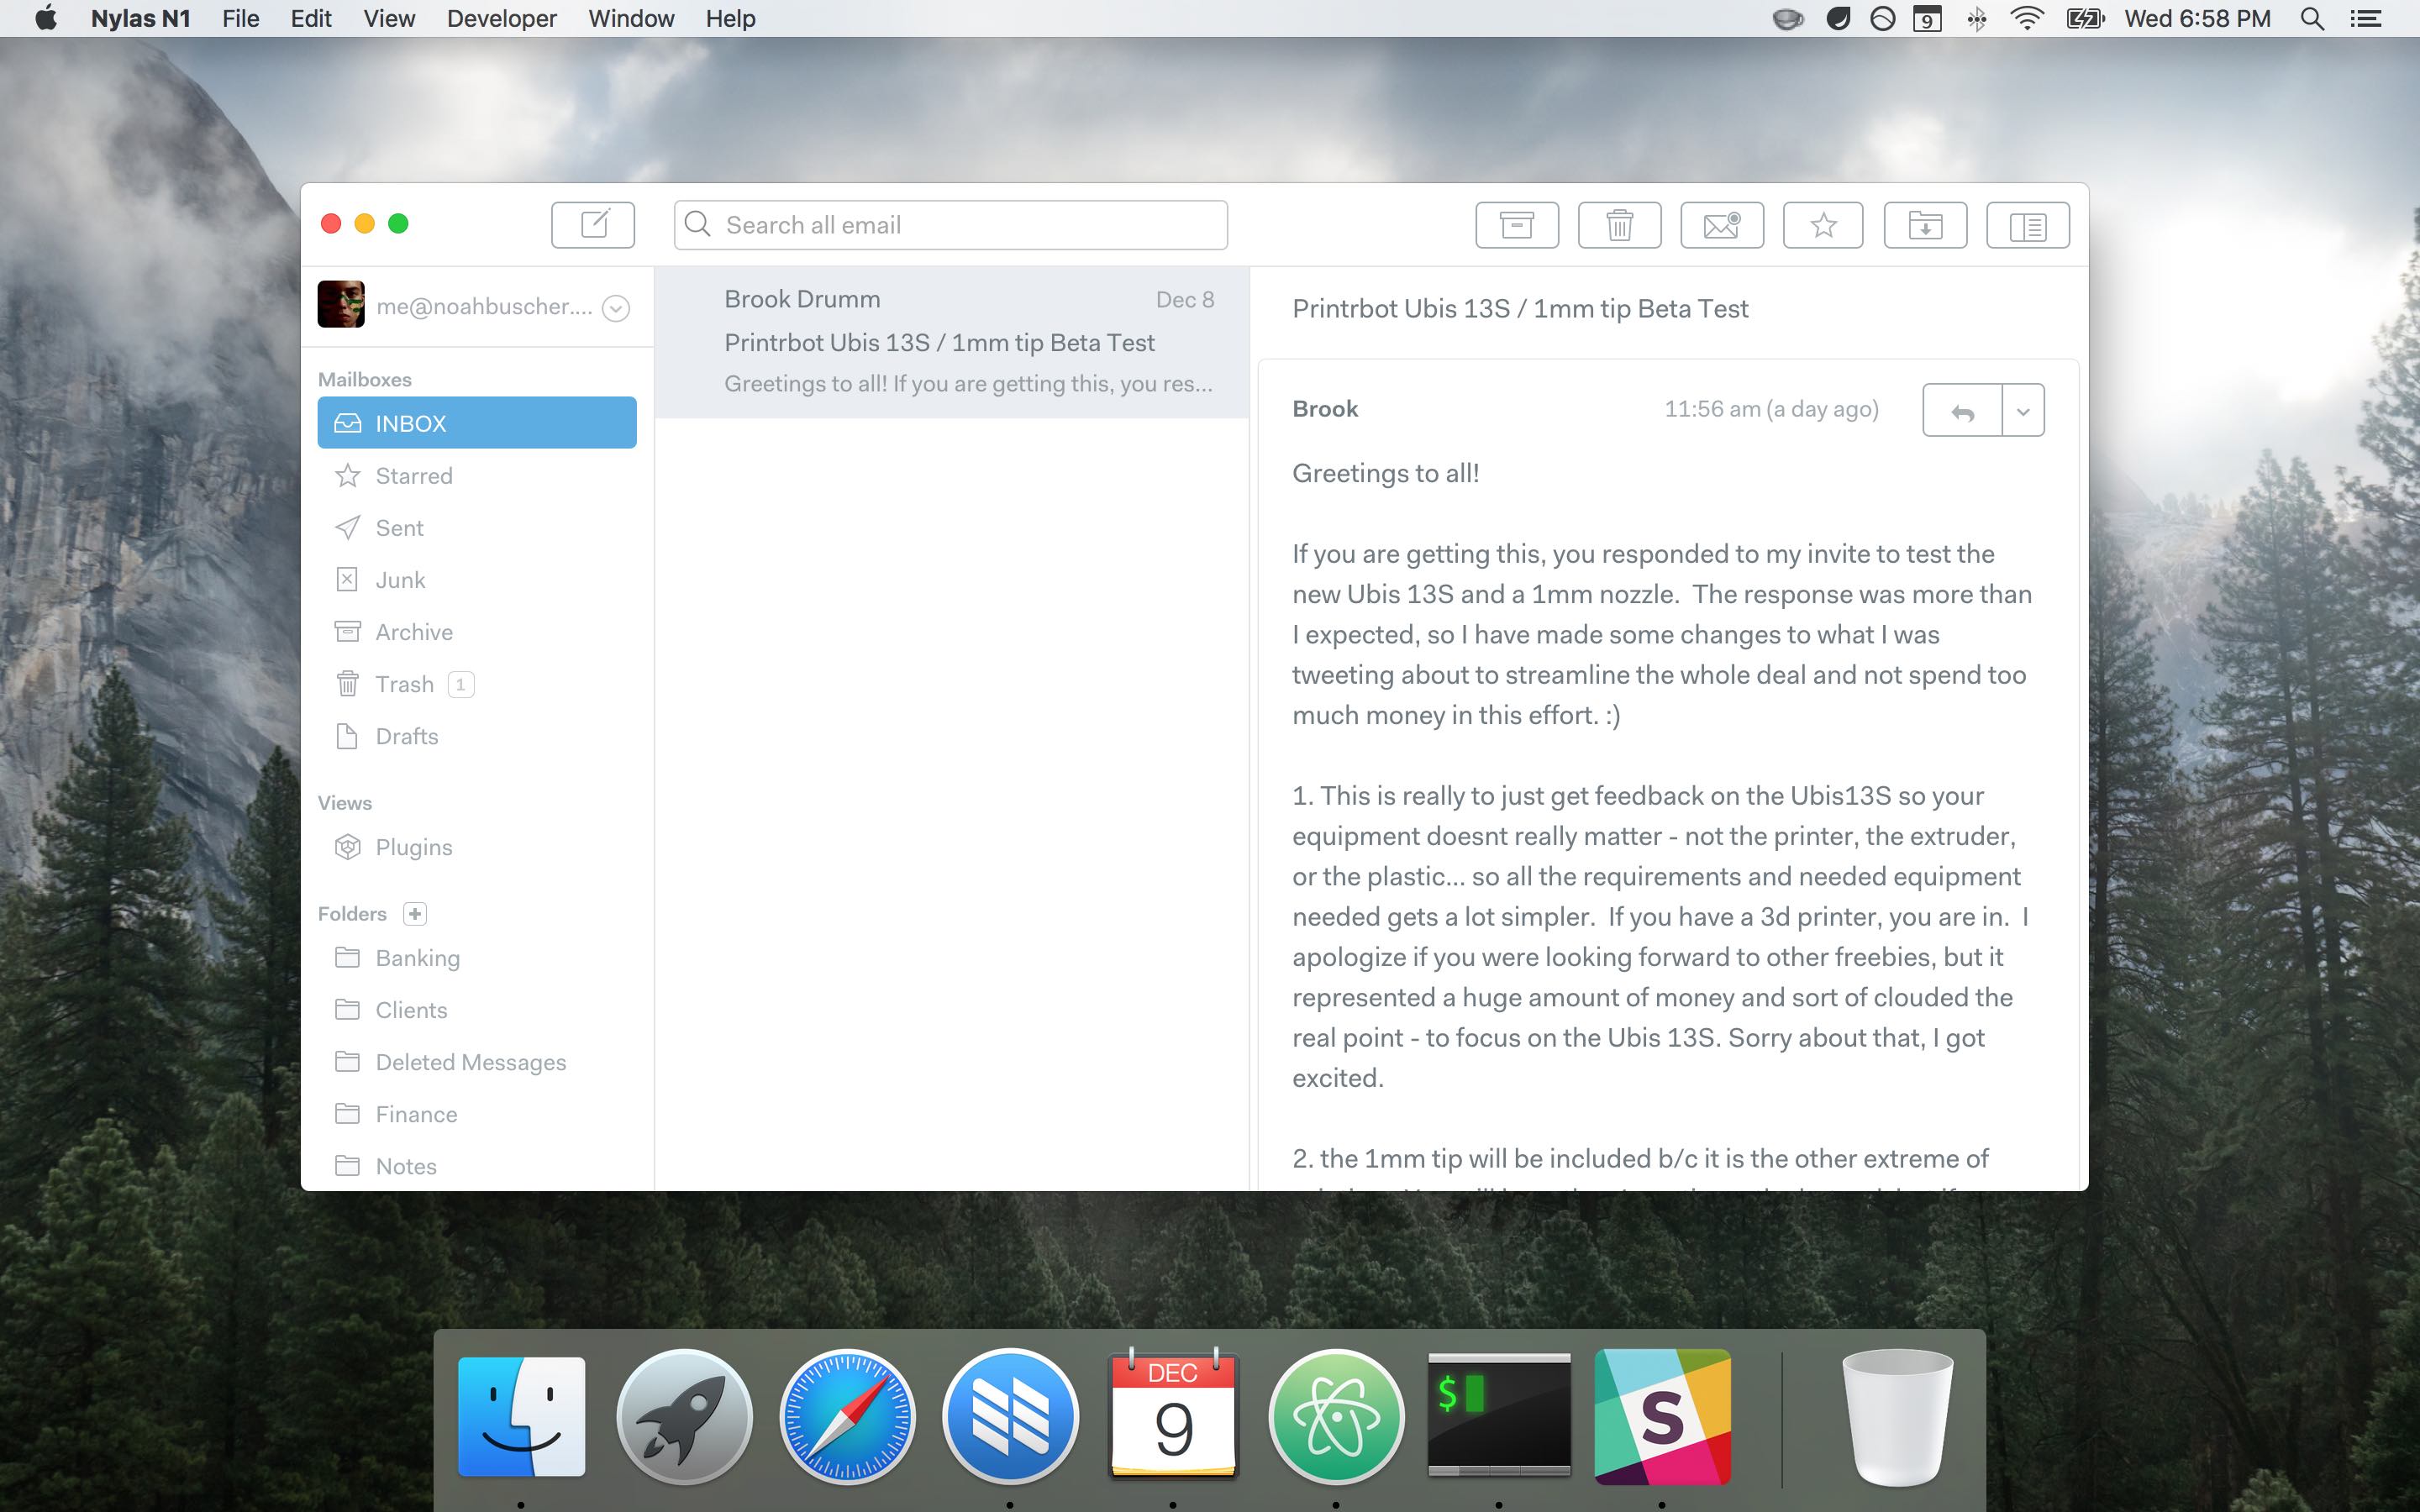 Nylas N1 File Edit View Developer Window Help
9 Wed 6:58 PM
Search all email
me@noahbuscher....
Mailboxes
INBOX
Starred
Sent
Junk
Archive
Trash 1
Drafts
Views
Plugins
Folders
Banking
Clients
Deleted Messages
Finance
Notes
Brook Drumm Dec 8
Printrbot Ubis 13S / 1mm tip Beta Test
Greetings to all! If you are getting this, you res...
Printrbot Ubis 13S / 1mm tip Beta Test
Brook 11:56 am (a day ago)
Greetings to all!
If you are getting this, you responded to my invite to test the
new Ubis 13S and a 1mm nozzle.  The response was more than
I expected, so I have made some changes to what I was
tweeting about to streamline the whole deal and not spend too
much money in this effort. :)
1. This is really to just get feedback on the Ubis13S so your
equipment doesnt really matter - not the printer, the extruder,
or the plastic... so all the requirements and needed equipment
needed gets a lot simpler.  If you have a 3d printer, you are in.  I
apologize if you were looking forward to other freebies, but it
represented a huge amount of money and sort of clouded the
real point - to focus on the Ubis 13S. Sorry about that, I got
excited.
2. the 1mm tip will be included b/c it is the other extreme of
DEC
9
$
S